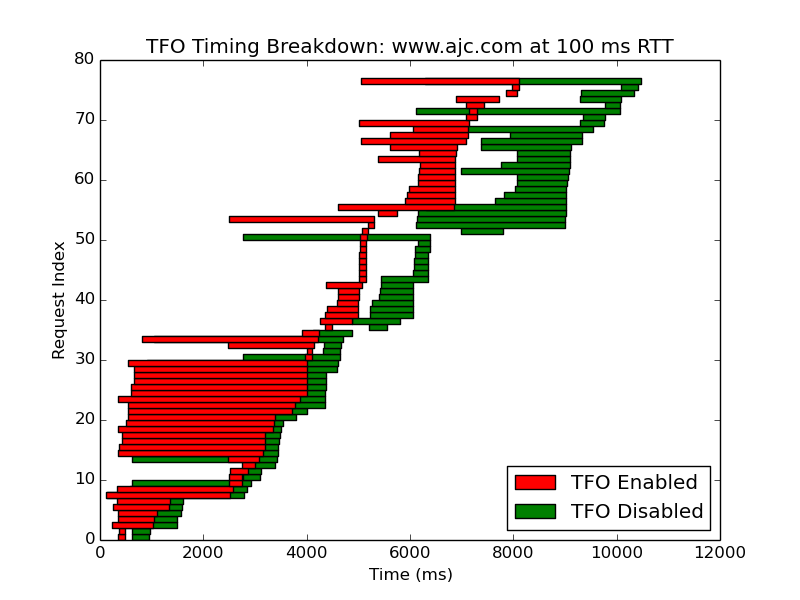 TFO Timing Breakdown: www.ajc.com at 100 ms RTT
80
70
60
50
40
30
20
10
0
Request Index
TFO Enabled
TFO Disabled
0 2000 4000 6000 8000 10000 12000
Time (ms)